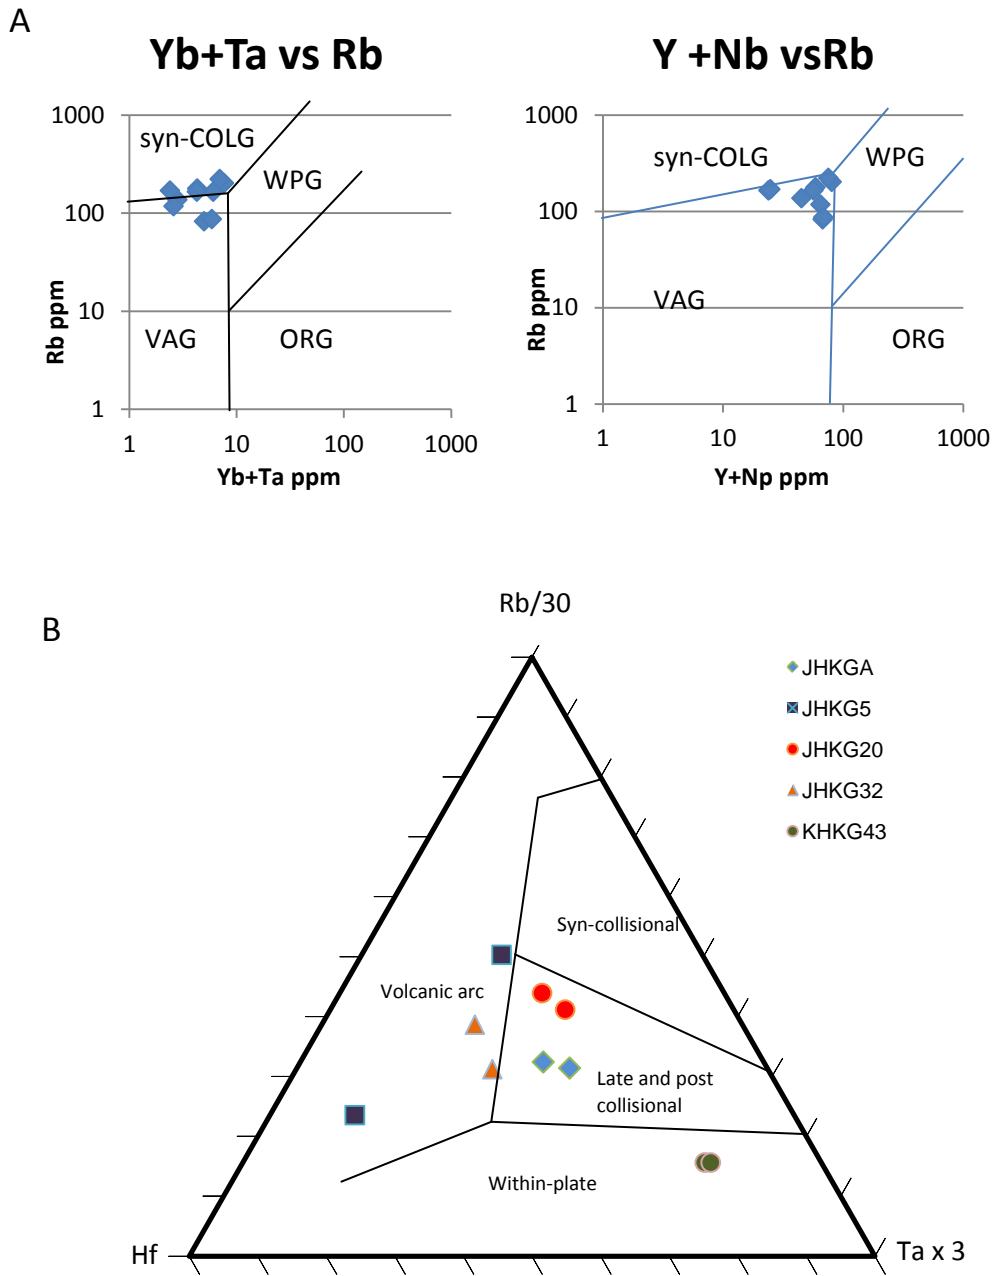 A
Yb+Ta vs Rb
1000
100
10
1
Rb ppm
syn-COLG
WPG
VAG
ORG
1
10
100
1000
Yb+Ta ppm
Y +Nb vsRb
1000
100
10
1
Rb ppm
syn-COLG
WPG
VAG
ORG
1
10
100
1000
Y+Np ppm
B
Rb/30
JHKGA
JHKG5
JHKG20
JHKG32
KHKG43
Syn-collisional
Volcanic arc
Late and post
collisional
Within-plate
Hf
Ta x 3